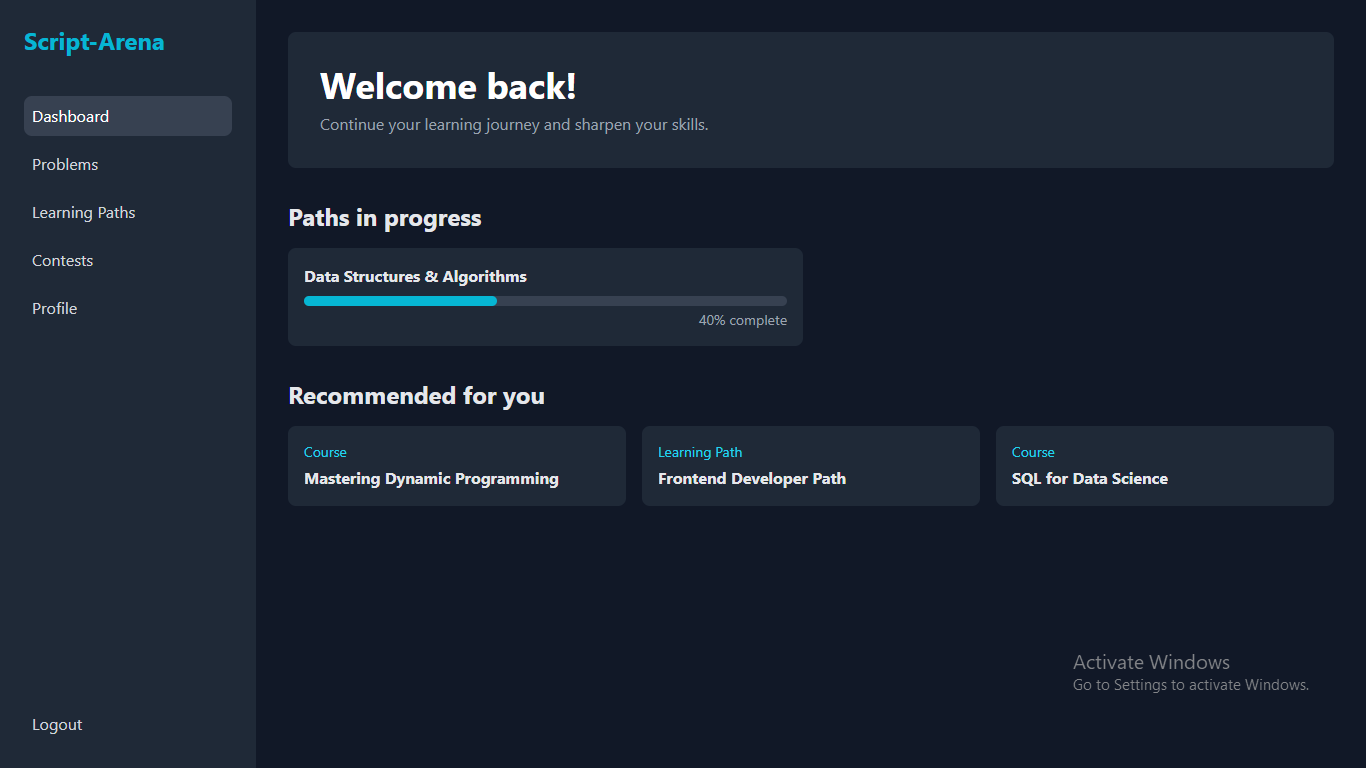 Script-Arena
Dashboard
Problems
Learning Paths
Contests
Profile
Logout
Welcome back!
Continue your learning journey and sharpen your skills.
Paths in progress
Data Structures & Algorithms
40% complete
Recommended for you
Course
Mastering Dynamic Programming
Learning Path
Frontend Developer Path
Course
SQL for Data Science
Activate Windows
Go to Settings to activate Windows.